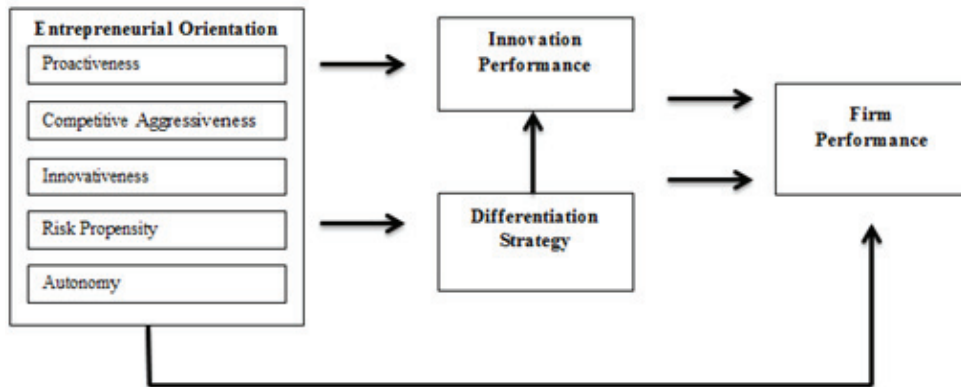 Entrepreneurial Orientation
Proactiveness
Competitive Aggressiveness
Innovativeness
Risk Propensity
Autonomy
Innovation
Performance
Differentiation
Strategy
Firm
Performance